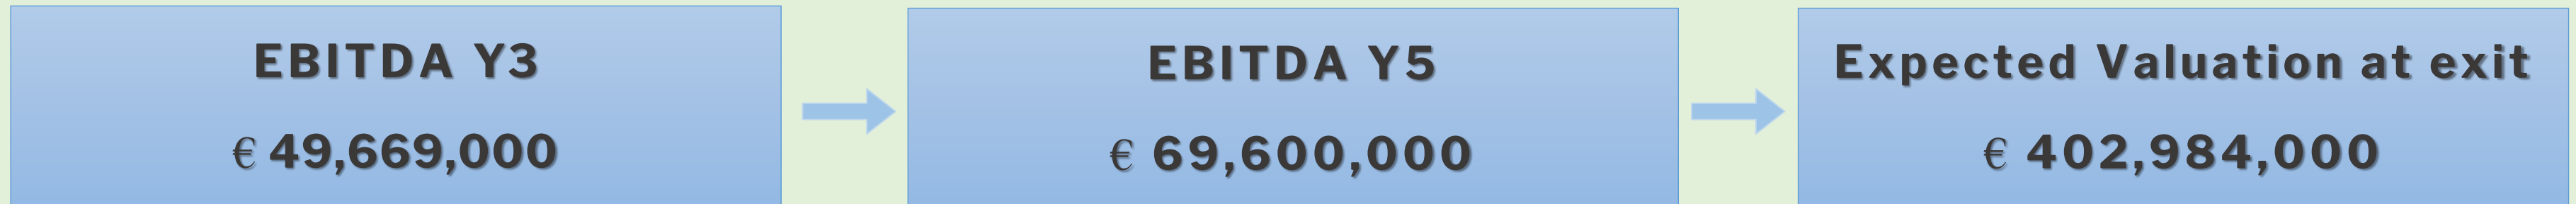 EBITDA Y3
€ 49,669,000
EBITDA Y5
€ 69,600,000
Expected Valuation at exit
€ 402,984,000